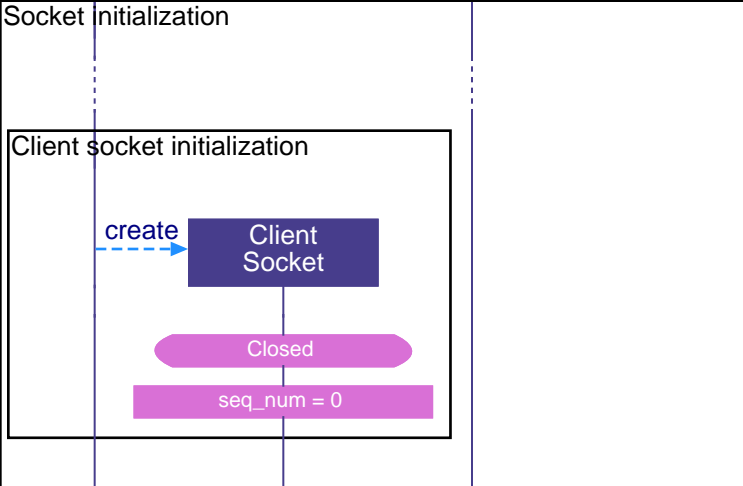 Socket initialization
Client socket initialization
create
Client
Socket
Closed
seq_num = 0